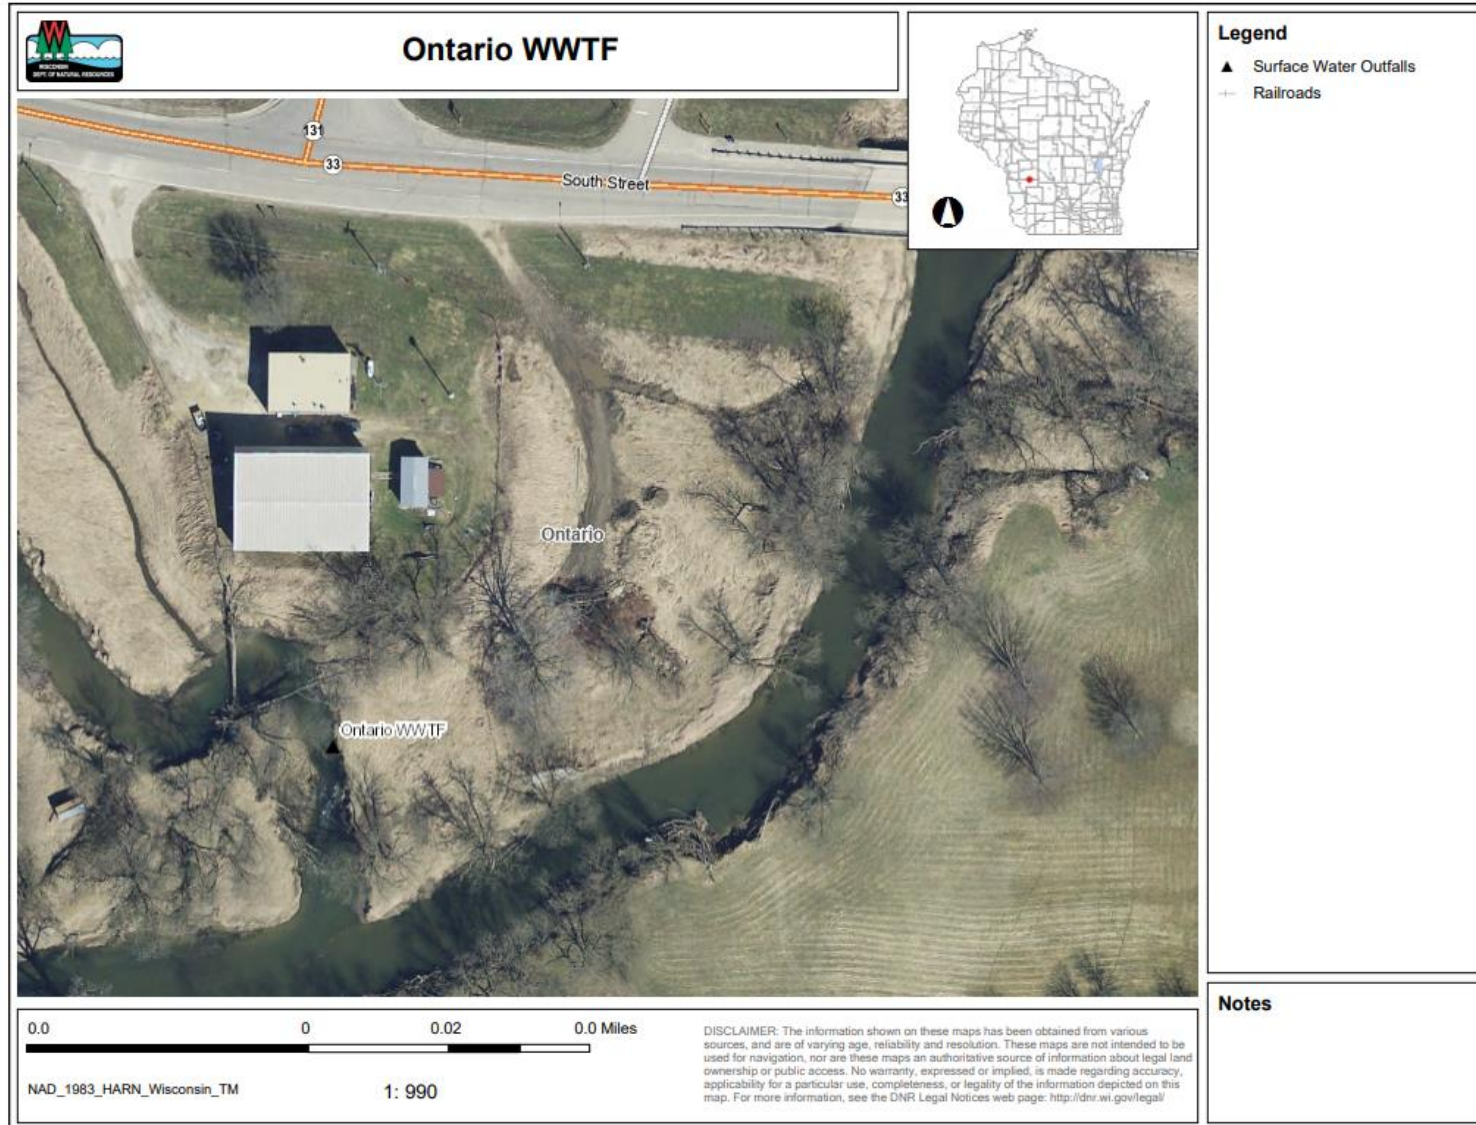 WISCONSIN
DEPT. OF NATURAL RESOURCES
Ontario WWTF
Legend
Surface Water Outfalls
Railroads
131
33
South Street
33
Ontario
Ontario WWTF
0.0 0 0.02 0.0 Miles
NAD_1983_HARN_Wisconsin_TM
1: 990
DISCLAIMER: The information shown on these maps has been obtained from various
sources, and are of varying age, reliability and resolution. These maps are not intended to be
used for navigation, nor are these maps an authoritative source of information about legal land
ownership or public access. No warranty, expressed or implied, is made regarding accuracy,
applicability for a particular use, completeness, or legality of the information depicted on this
map. For more information, see the DNR Legal Notices web page: http://dnr.wi.gov/legal/
Notes